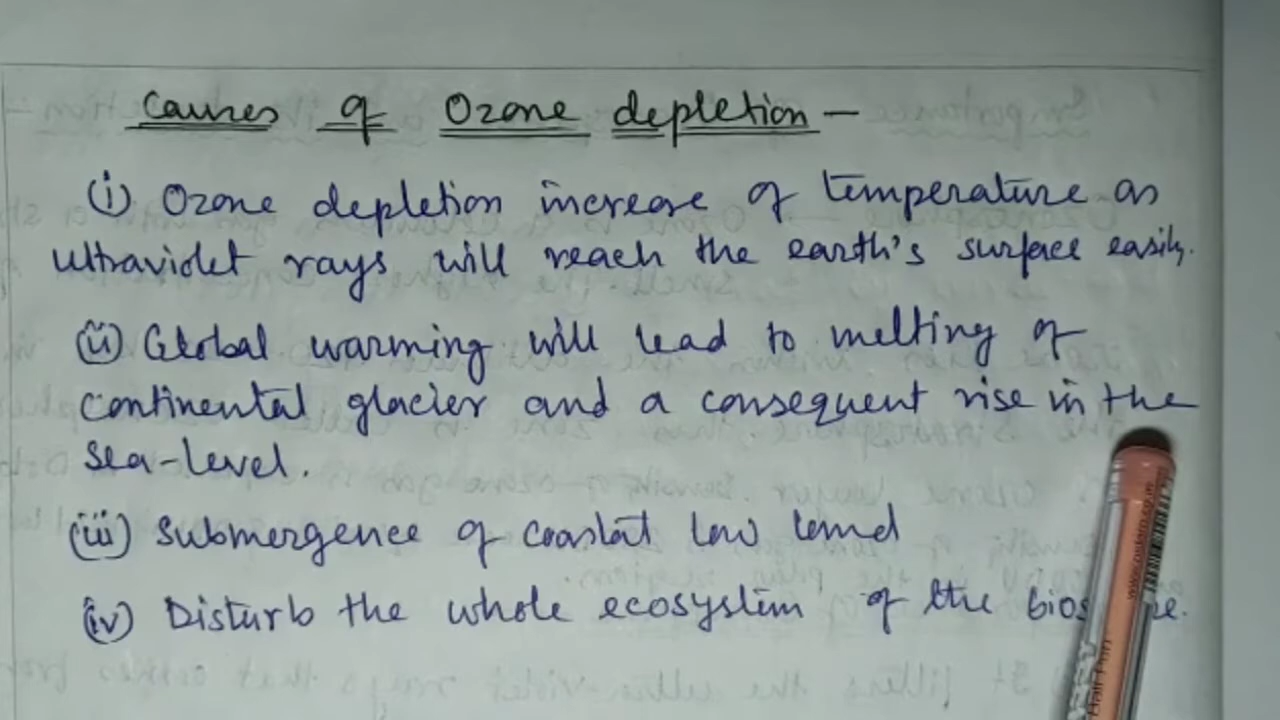 Causes of Ozone depletion —
(i) Ozone depletion increase of temperature as
ultraviolet rays will reach the earth's surface easily.
(ii) Global warming will lead to melting of
continental glacier and a consequent rise in the
sea-level.
(iii) Submergence of coastal low land
(iv) Disturb the whole ecosystem of the